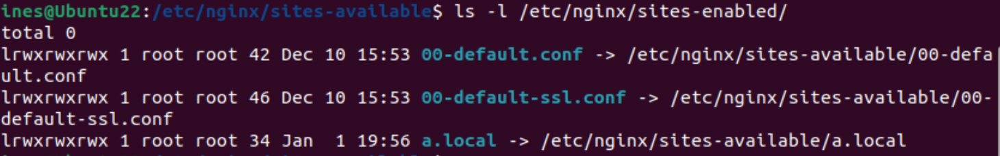 ines@Ubuntu22:/etc/nginx/sites-available$ ls -l /etc/nginx/sites-enabled/
total 0
lrwxrwxrwx 1 root root 42 Dec 10 15:53 00-default.conf -> /etc/nginx/sites-available/00-defa
ult.conf
lrwxrwxrwx 1 root root 46 Dec 10 15:53 00-default-ssl.conf -> /etc/nginx/sites-available/00-
default-ssl.conf
lrwxrwxrwx 1 root root 34 Jan  1 19:56 a.local -> /etc/nginx/sites-available/a.local